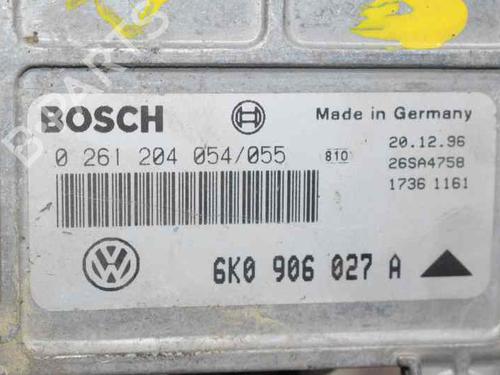 BOSCH Made in Germany
0 261 204 054/055 810 20.12.96
26SA4758
1736 1161
6K0 906 027 A